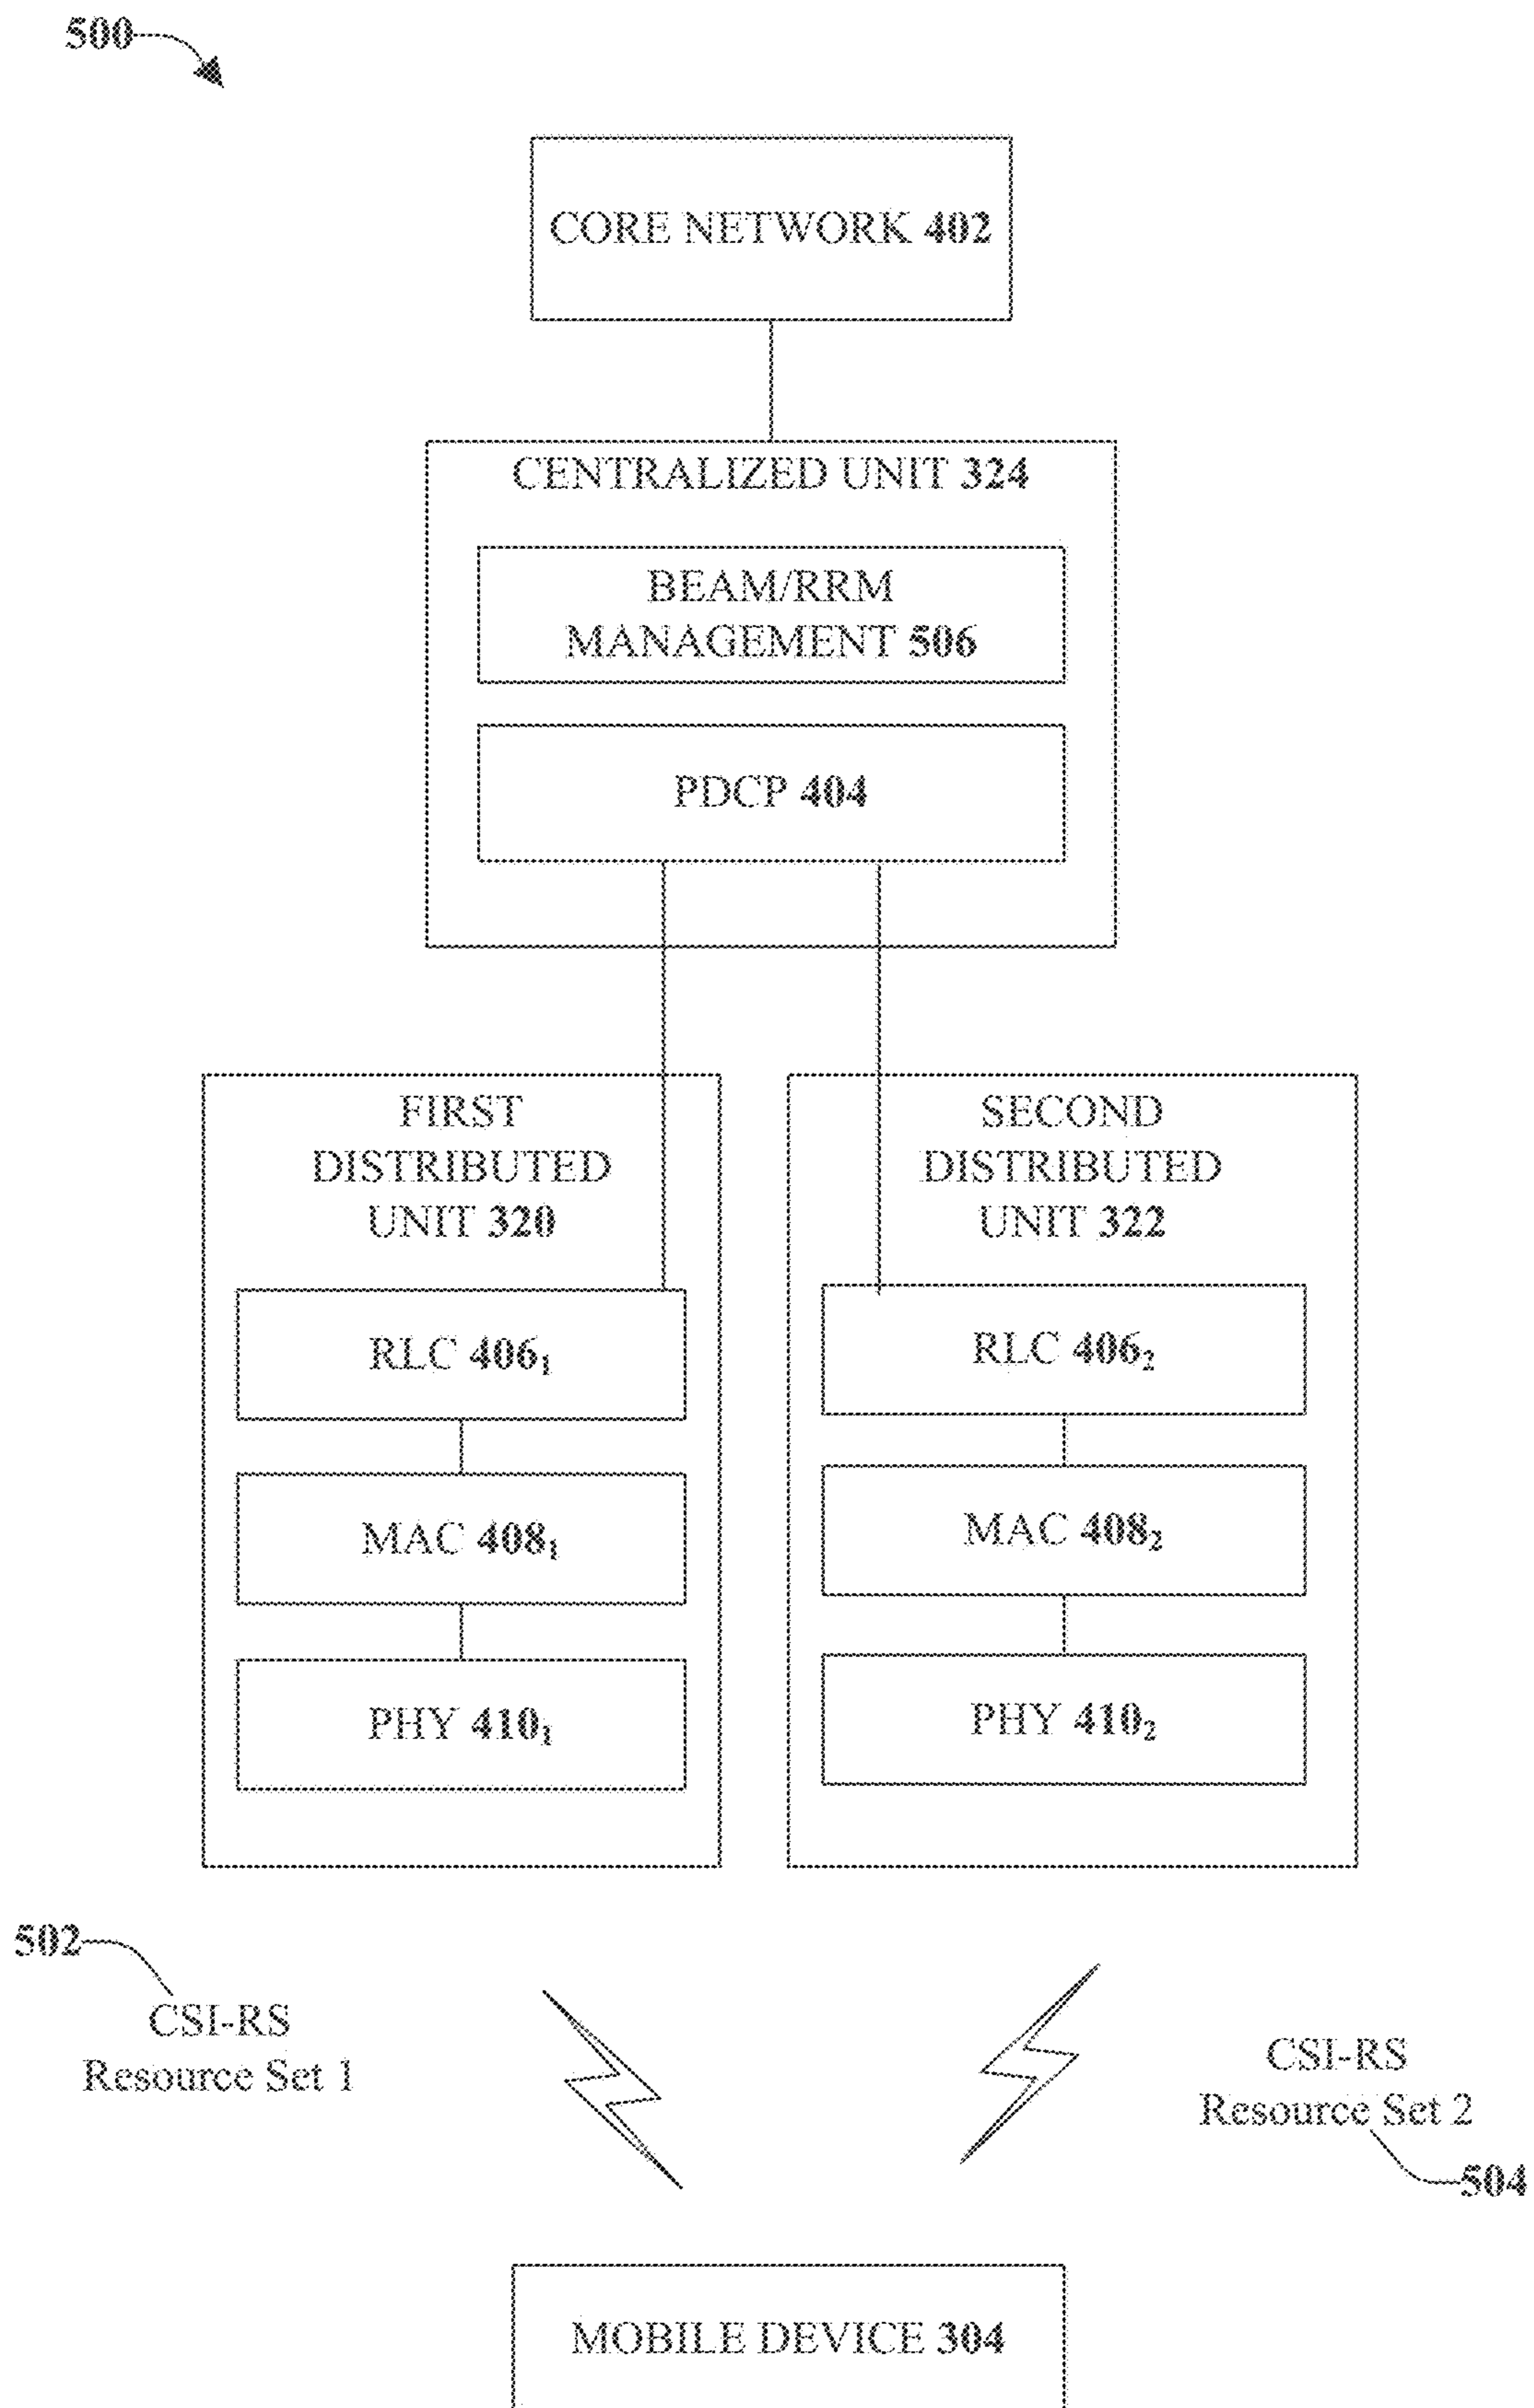 500
CORE NETWORK 402
CENTRALIZED UNIT 324
BEAM/RRM
MANAGEMENT 506
PDCP 404
FIRST
DISTRIBUTED
UNIT 320
RLC 406₁
MAC 408₁
PHY 410₁
SECOND
DISTRIBUTED
UNIT 322
RLC 406₂
MAC 408₂
PHY 410₂
502
CSI-RS
Resource Set 1
CSI-RS
Resource Set 2
504
MOBILE DEVICE 304